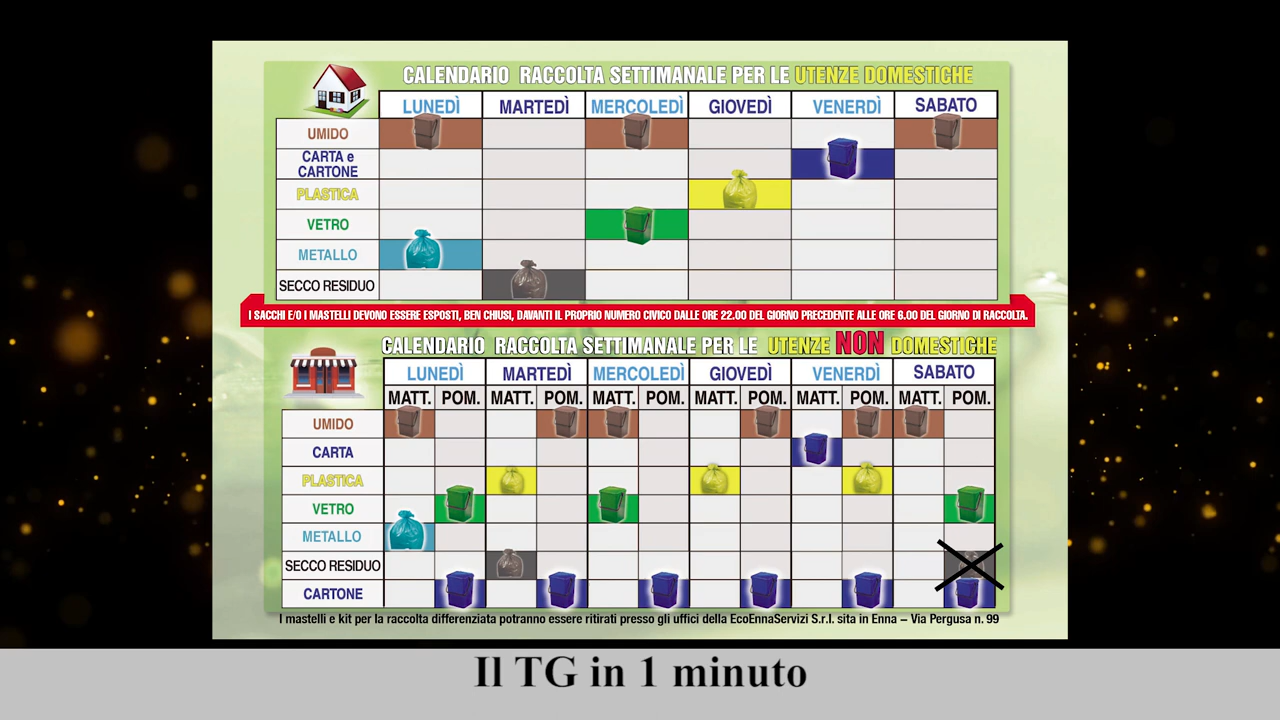 CALENDARIO RACCOLTA SETTIMANALE PER LE UTENZE DOMESTICHE
LUNEDÌ MARTEDÌ MERCOLEDÌ GIOVEDÌ VENERDÌ SABATO
UMIDO
CARTA e
CARTONE
PLASTICA
VETRO
METALLO
SECCO RESIDUO
I SACCHI E/O I MASTELLI DEVONO ESSERE ESPOSTI, BEN CHIUSI, DAVANTI IL PROPRIO NUMERO CIVICO DALLE ORE 22.00 DEL GIORNO PRECEDENTE ALLE ORE 6.00 DEL GIORNO DI RACCOLTA.
CALENDARIO RACCOLTA SETTIMANALE PER LE UTENZE NON DOMESTICHE
LUNEDÌ MARTEDÌ MERCOLEDÌ GIOVEDÌ VENERDÌ SABATO
MATT. POM. MATT. POM. MATT. POM. MATT. POM. MATT. POM. MATT. POM.
UMIDO
CARTA
PLASTICA
VETRO
METALLO
SECCO RESIDUO
CARTONE
I mastelli e kit per la raccolta differenziata potranno essere ritirati presso gli uffici della EcoEnnaServizi S.r.l. sita in Enna – Via Pergusa n. 99
Il TG in 1 minuto